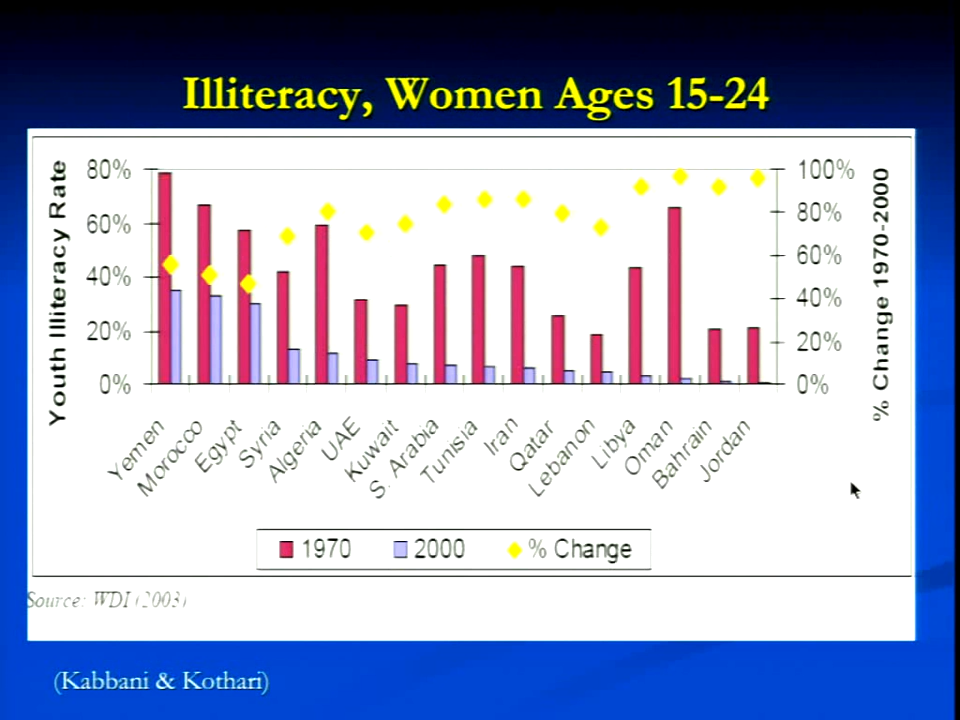 Illiteracy, Women Ages 15-24
Youth Illiteracy Rate
80%
60%
40%
20%
0%
100%
80%
60%
40%
20%
0%
% Change 1970-2000
Yemen
Morocco
Egypt
Syria
Algeria
UAE
Kuwait
S. Arabia
Tunisia
Iran
Qatar
Lebanon
Libya
Oman
Bahrain
Jordan
1970 2000 % Change
Source: WDI (2003)
(Kabbani & Kothari)